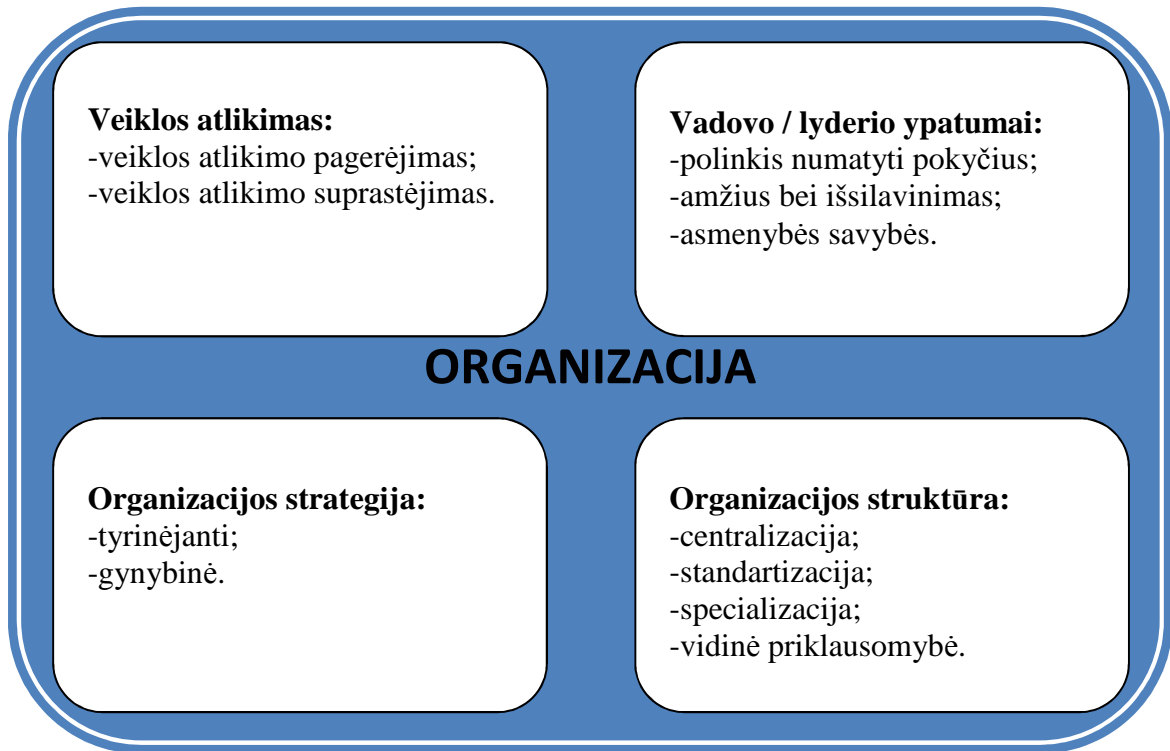 Veiklos atlikimas:
-veiklos atlikimo pagerėjimas;
-veiklos atlikimo suprastėjimas.
Vadovo / lyderio ypatumai:
-polinkis numatyti pokyčius;
-amžius bei išsilavinimas;
-asmenybės savybės.
ORGANIZACIJA
Organizacijos strategija:
-tyrinėjanti;
-gynybinė.
Organizacijos struktūra:
-centralizacija;
-standartizacija;
-specializacija;
-vidinė priklausomybė.